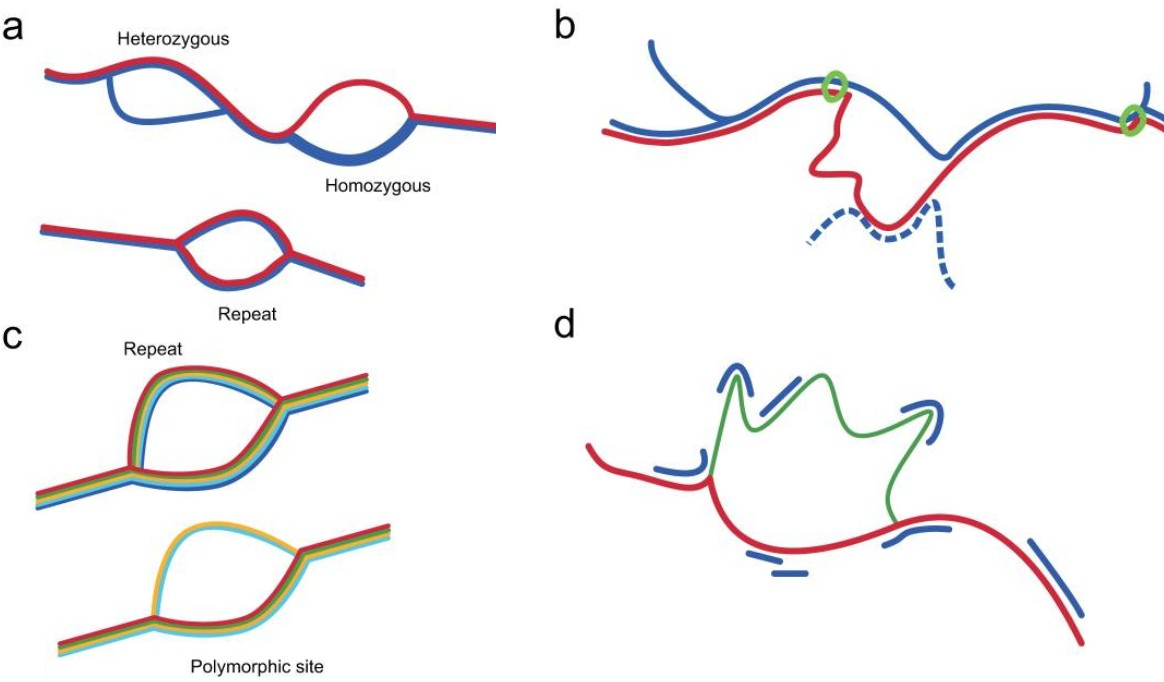 a
Heterozygous
Homozygous
Repeat
b
c
Repeat
Polymorphic site
d